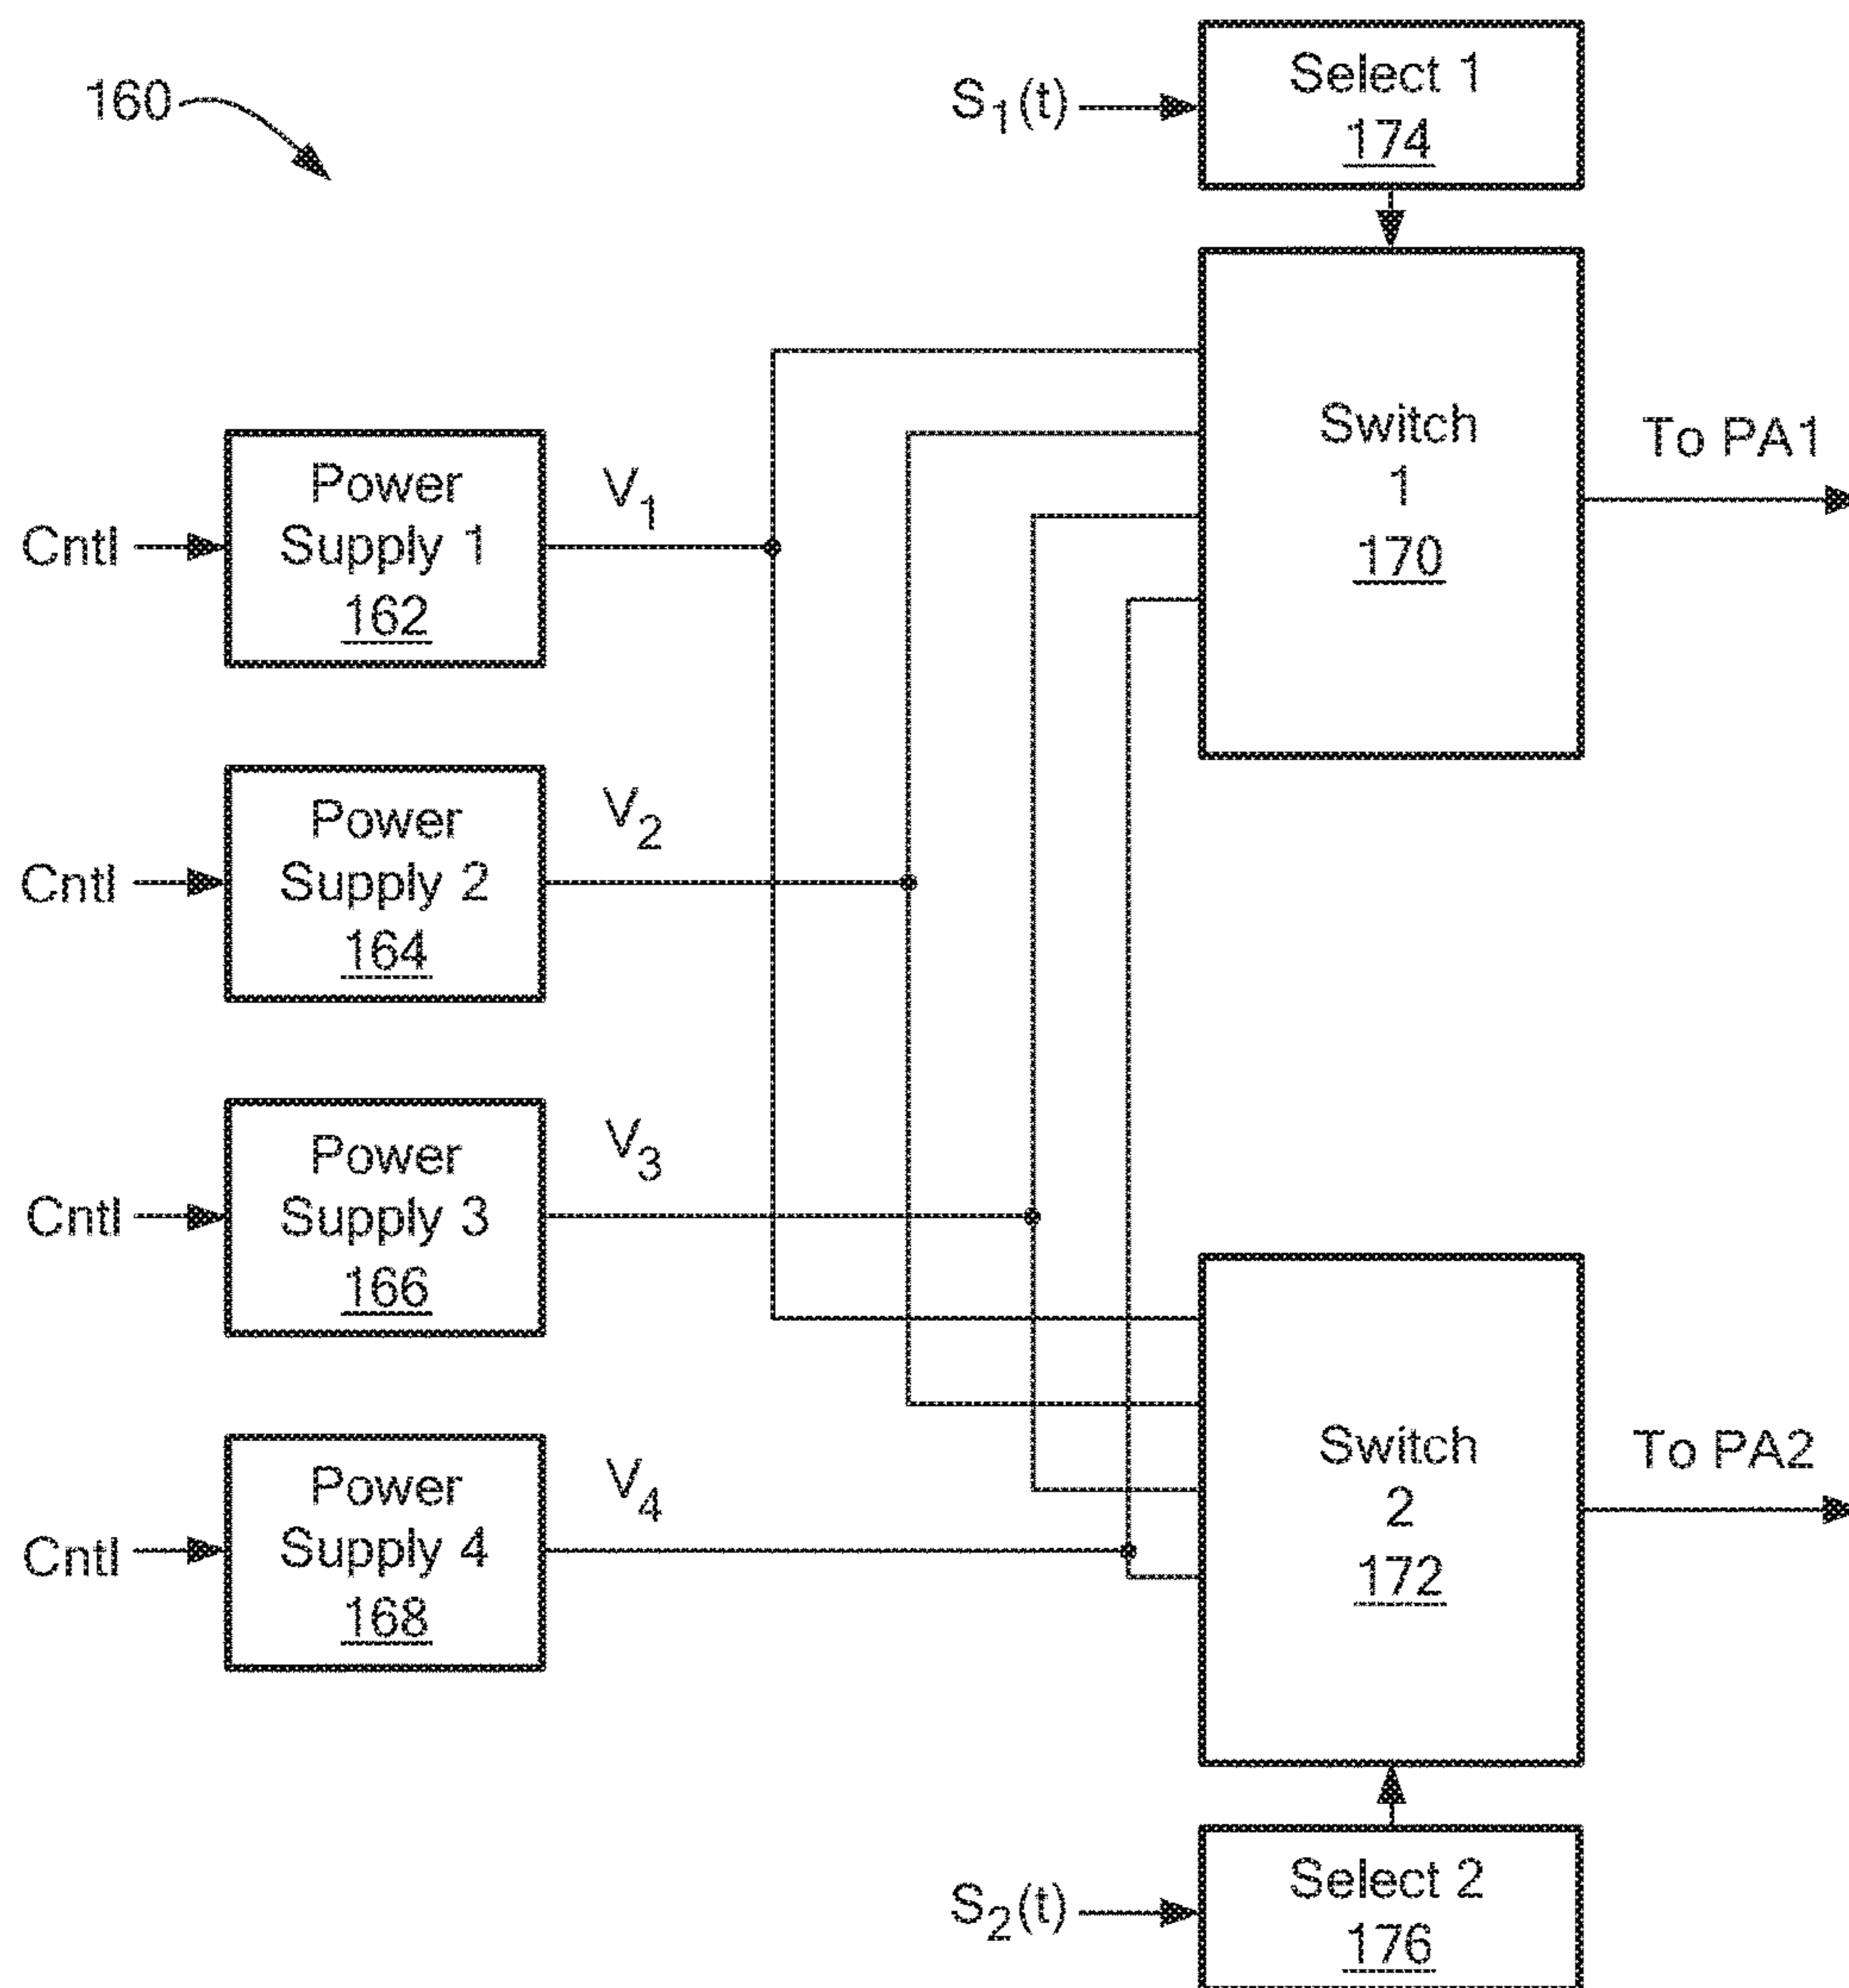 160
S1(t)
Select 1
174
Switch
1
170
To PA1
Cntl
Power
Supply 1
162
V1
Cntl
Power
Supply 2
164
V2
Cntl
Power
Supply 3
166
V3
Cntl
Power
Supply 4
168
V4
Switch
2
172
To PA2
S2(t)
Select 2
176